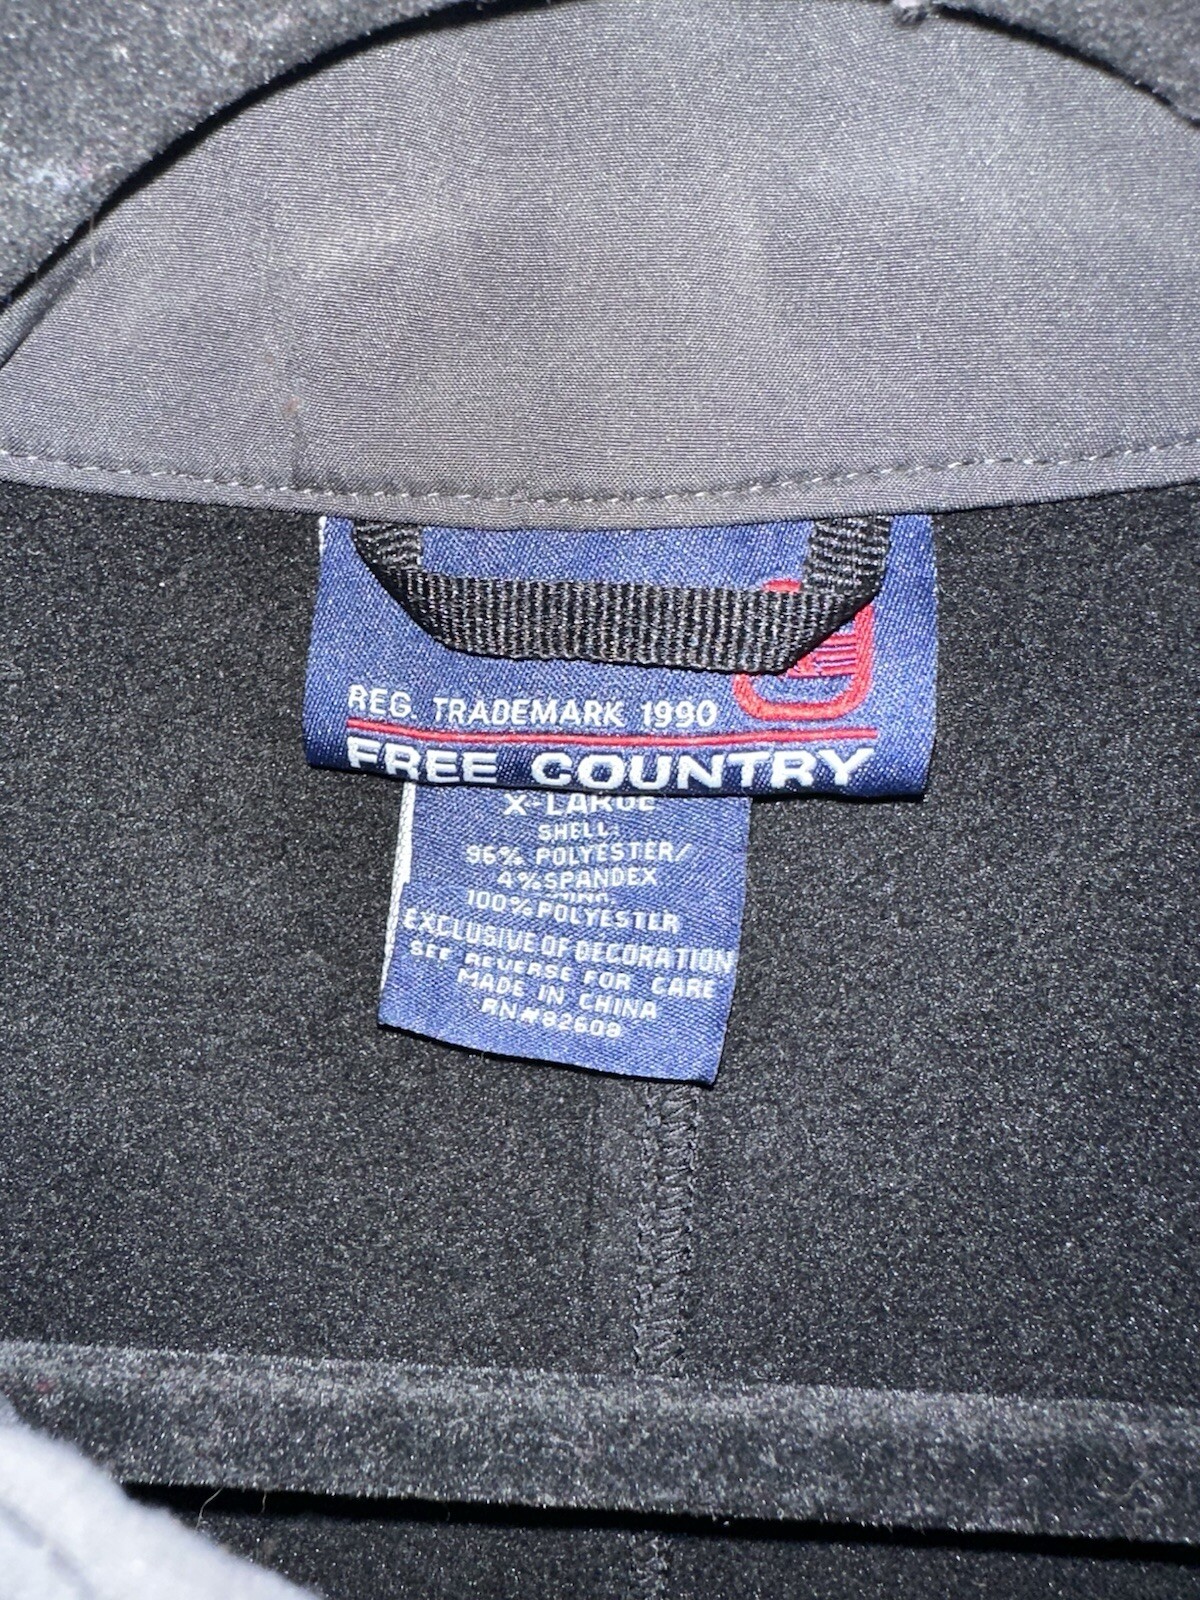 REG. TRADEMARK 1990
FREE COUNTRY
X-LARGE
SHELL:
96% POLYESTER/
4% SPANDEX
100% POLYESTER
EXCLUSIVE OF DECORATION
SEE REVERSE FOR CARE
MADE IN CHINA
RN#82609